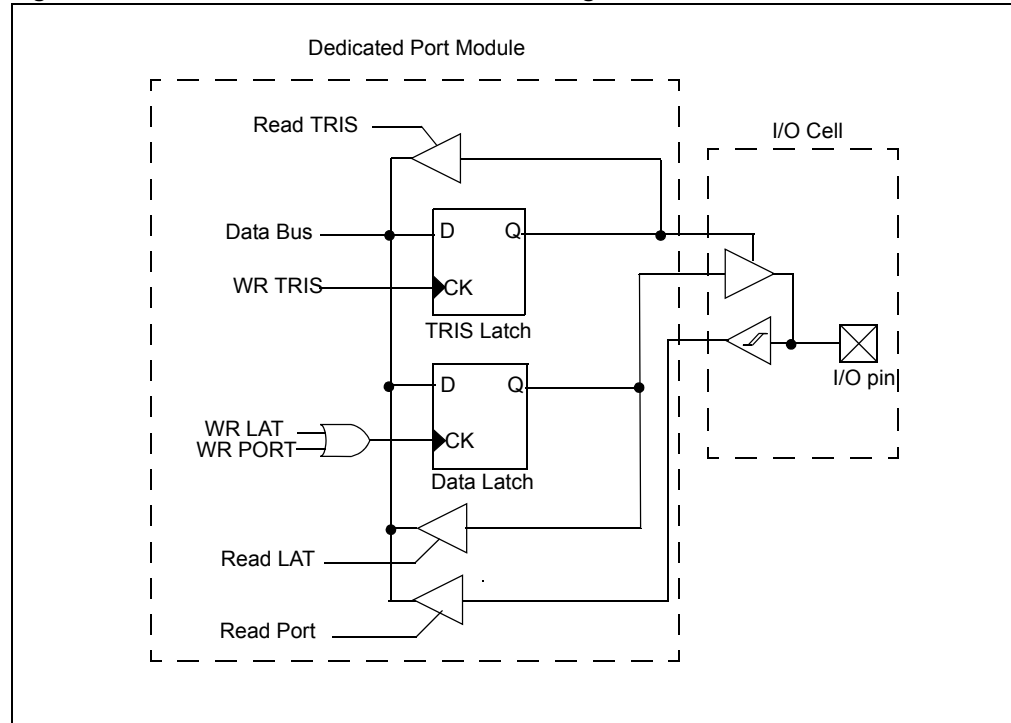 Dedicated Port Module
Read TRIS
I/O Cell
Data Bus
D
Q
WR TRIS
CK
TRIS Latch
I/O pin
D
Q
WR LAT
WR PORT
CK
Data Latch
Read LAT
Read Port